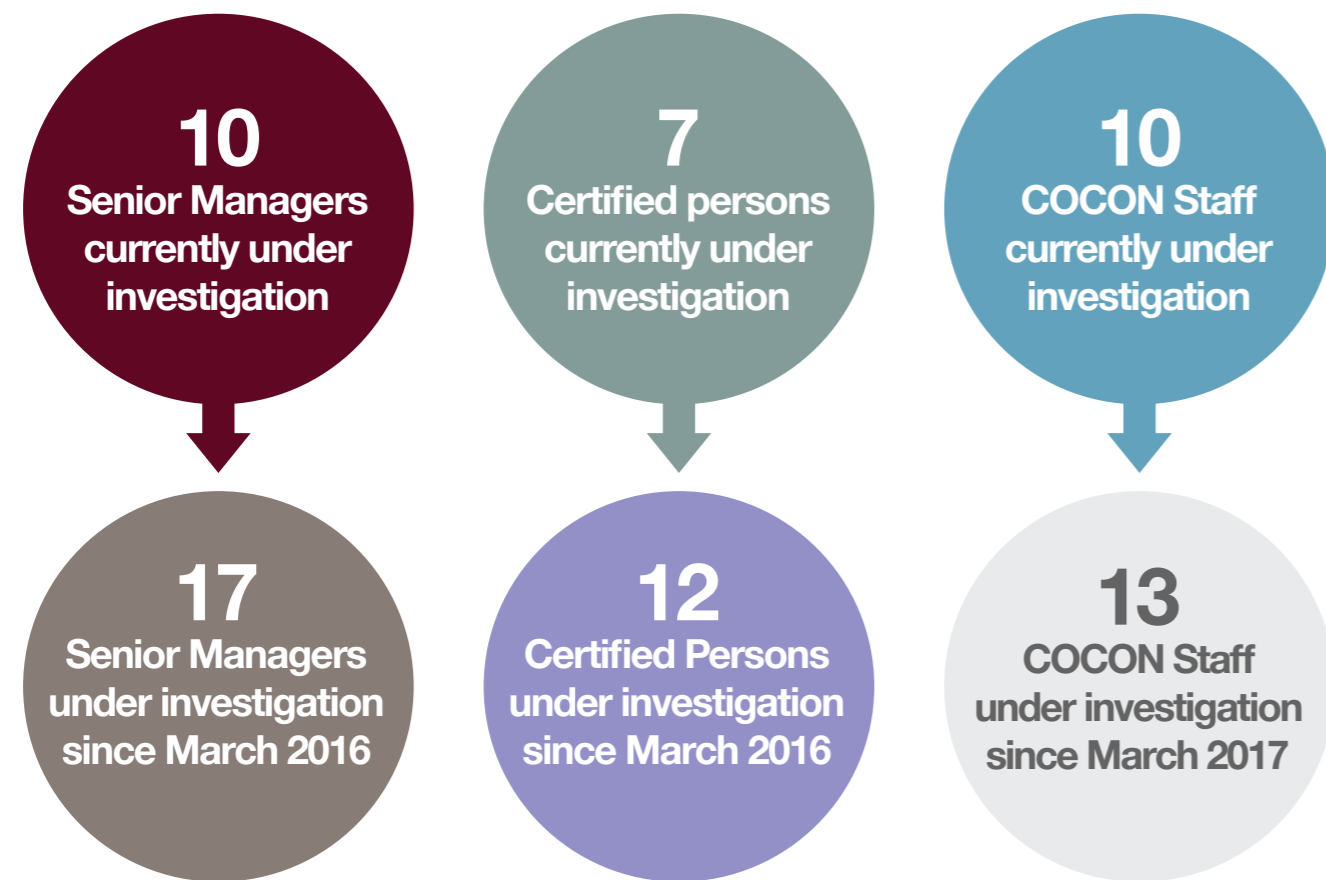 10
Senior Managers
currently under
investigation
7
Certified persons
currently under
investigation
10
COCON Staff
currently under
investigation
17
Senior Managers
under investigation
since March 2016
12
Certified Persons
under investigation
since March 2016
13
COCON Staff
under investigation
since March 2017